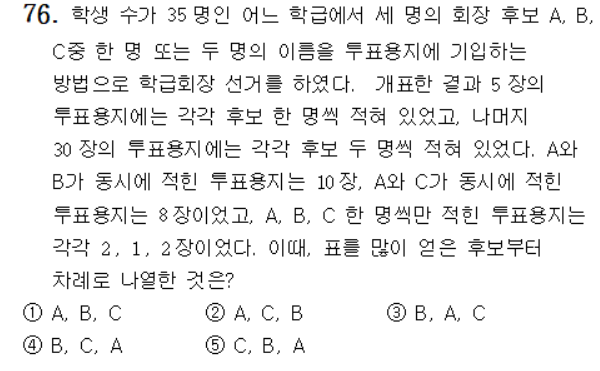 76. 학생 수가 35명인 어느 학급에서 세 명의 회장 후보 A, B,
C중 한 명 또는 두 명의 이름을 투표용지에 기입하는
방법으로 학급회장 선거를 하였다. 개표한 결과 5장의
투표용지에는 각각 후보 한 명씩 적혀 있었고, 나머지
30장의 투표용지에는 각각 후보 두 명씩 적혀 있었다. A와
B가 동시에 적힌 투표용지는 10장, A와 C가 동시에 적힌
투표용지는 8장이었고, A, B, C 한 명씩만 적힌 투표용지는
각각 2, 1, 2장이었다. 이때, 표를 많이 얻은 후보부터
차례로 나열한 것은?
① A, B, C ② A, C, B ③ B, A, C
④ B, C, A ⑤ C, B, A